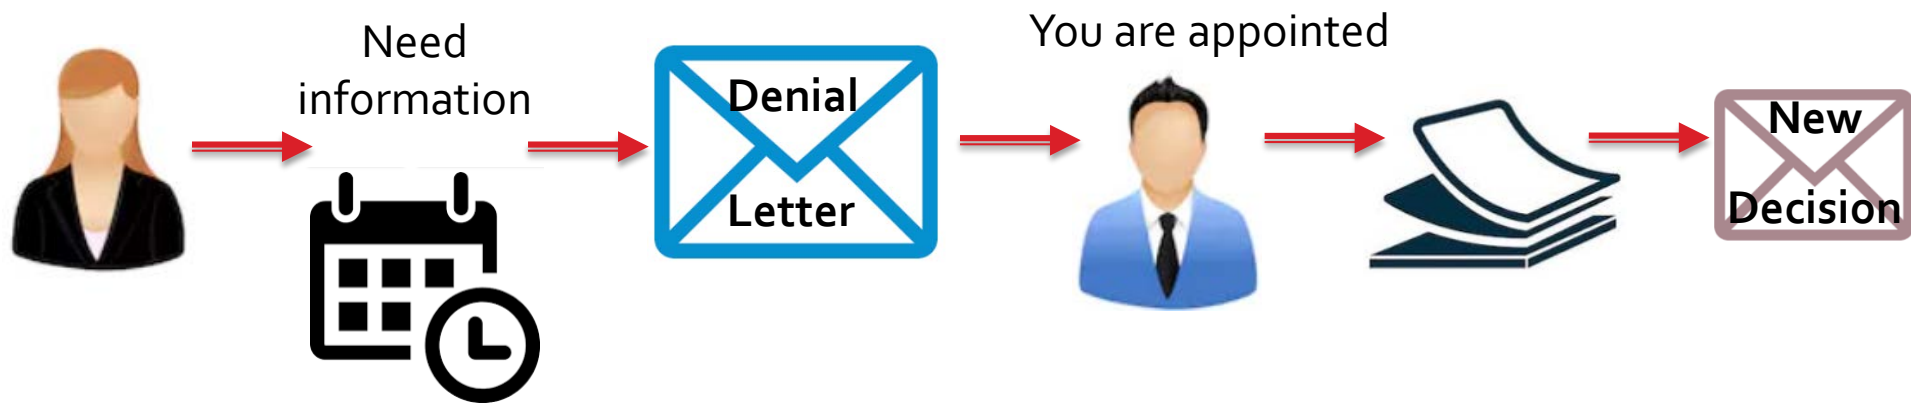 Need
information
Denial
Letter
You are appointed
New
Decision